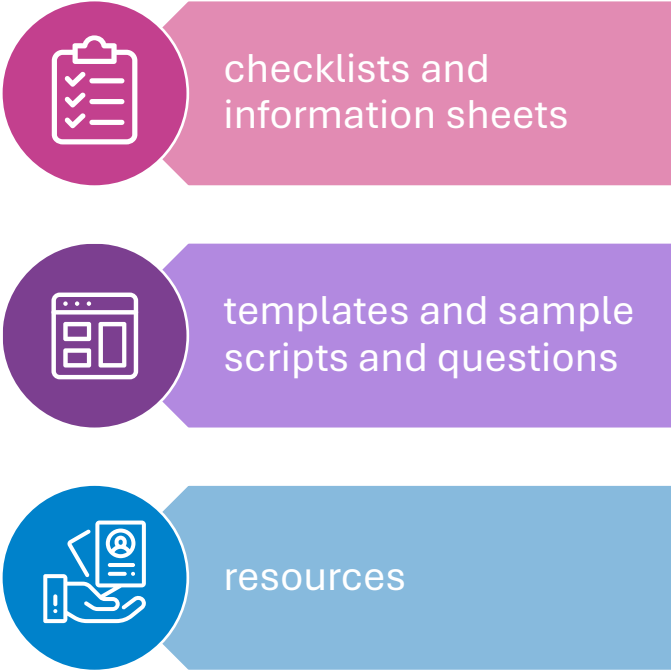 checklists and
information sheets
templates and sample
scripts and questions
resources